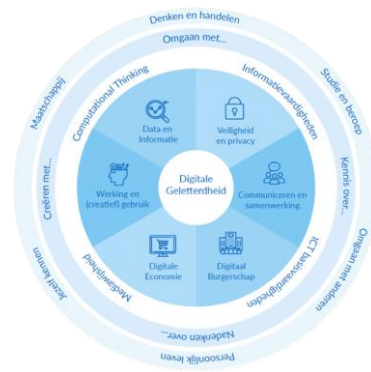 Denken en handelen
Omgaan met...
Maatschappij
Computational Thinking
Informatievaardigheden
Studie en beroep
Data en
Informatie
Veiligheid
en privacy
Creëren met...
Werking en
(creatief) gebruik
Digitale
Geletterdheid
Communiceren en
samenwerking
Kennis over...
Digitale
Economie
Digitaal
Burgerschap
Jezelf kennen
Mediawijsheid
ICT basisvaardigheden
Omgaan met anderen
Nadenken over...
Persoonlijk leven